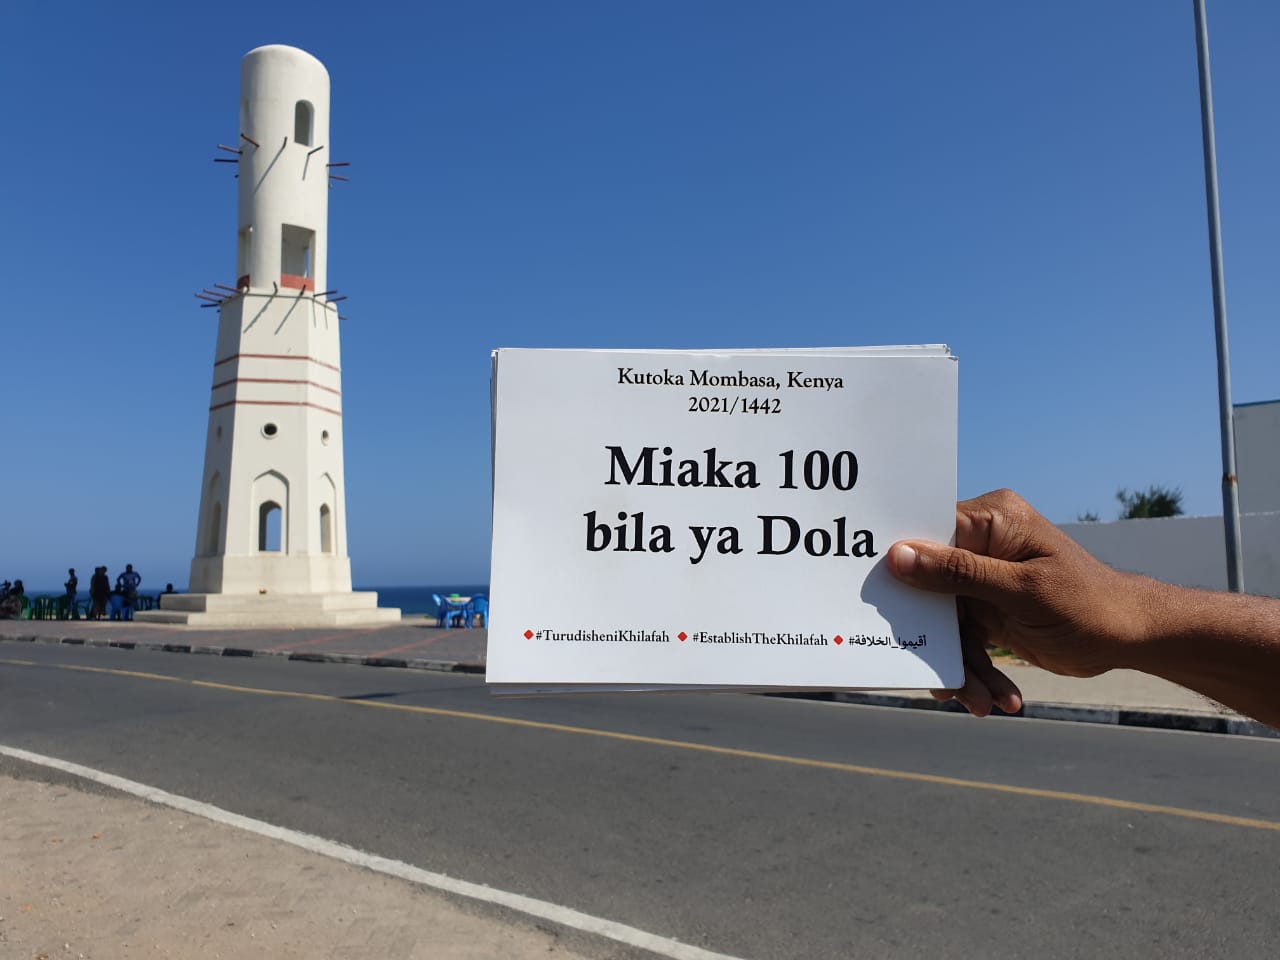 Kutoka Mombasa, Kenya
2021/1442
Miaka 100
bila ya Dola
◆#TurudisheniKhilafah ◆ #EstablishTheKhilafah ◆ #أقيموا_الخلافة